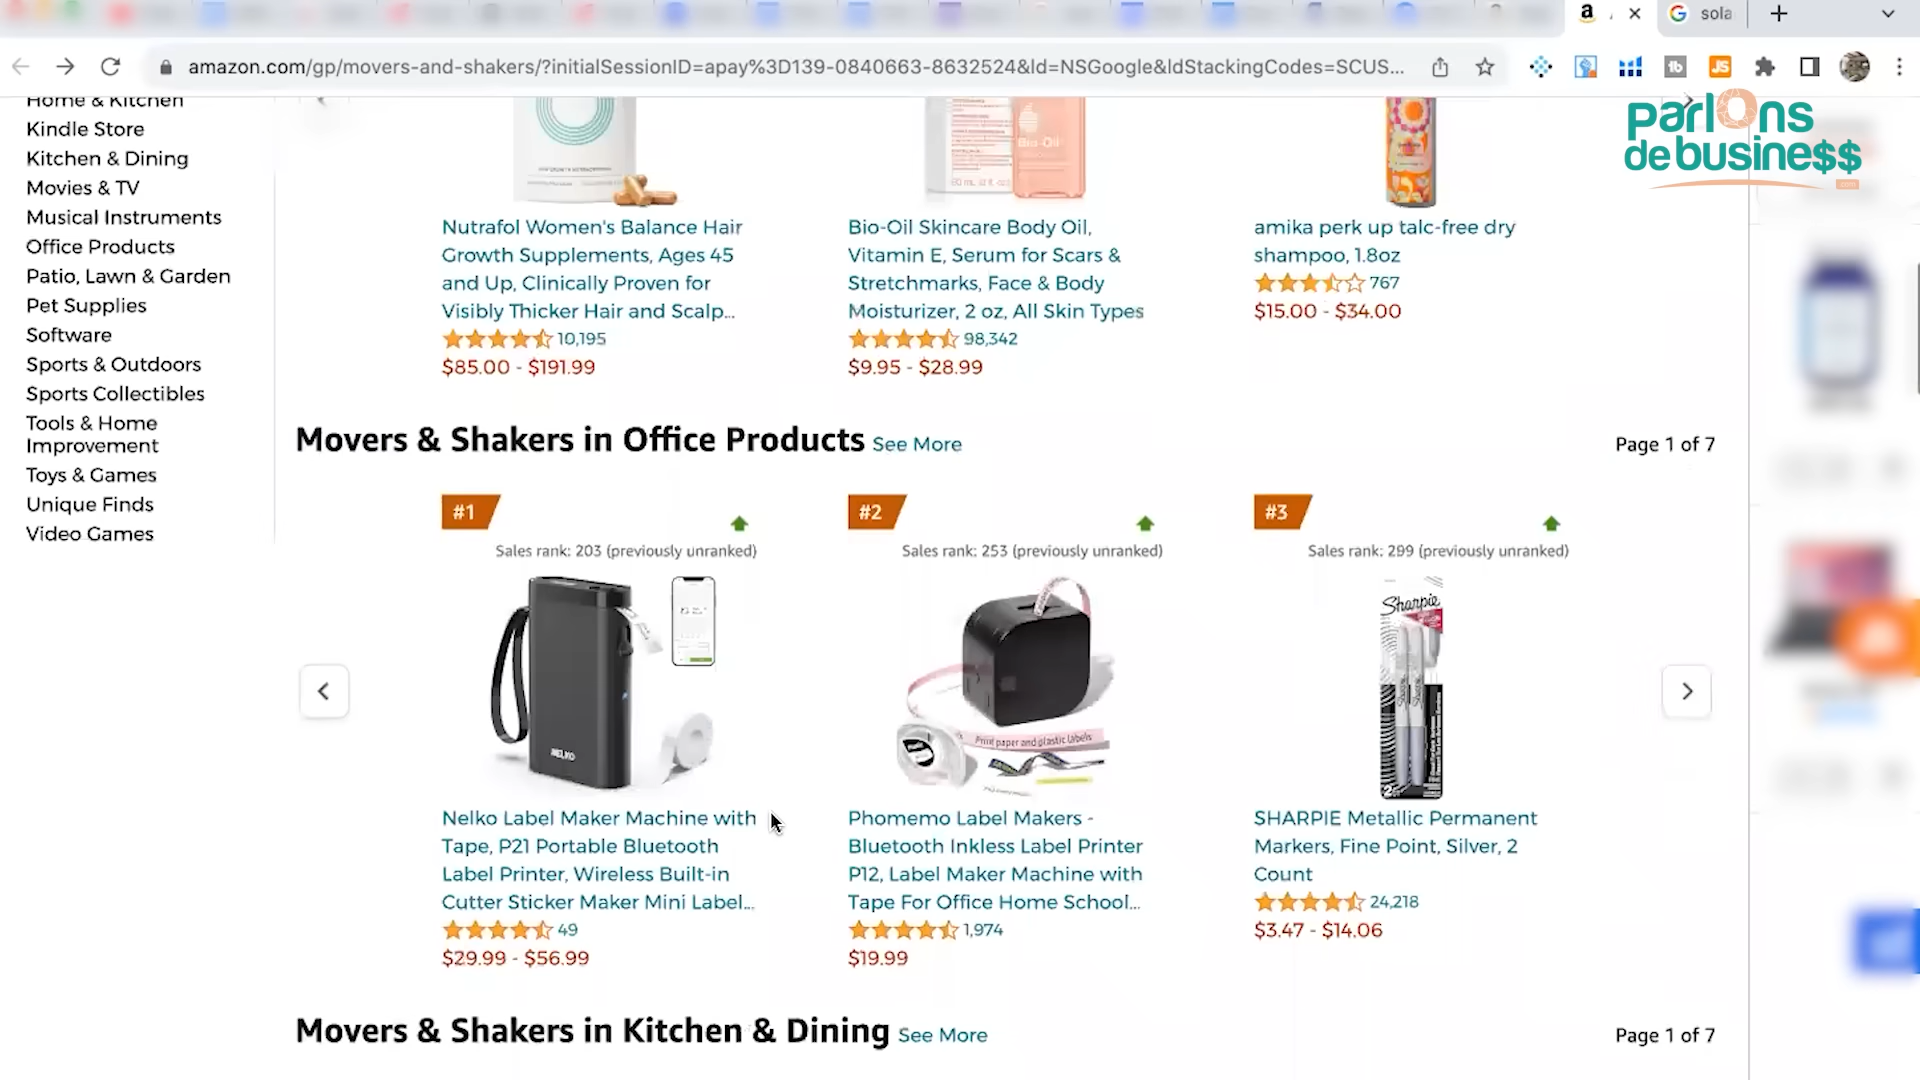 sola
amazon.com/gp/movers-and-shakers/?initialSessionID=apay%3D139-0840663-8632524&ld=NSGoogle&ldStackingCodes=SCUS...
parlons
de busine$$
.com
Home & Kitchen
Kindle Store
Kitchen & Dining
Movies & TV
Musical Instruments
Office Products
Patio, Lawn & Garden
Pet Supplies
Software
Sports & Outdoors
Sports Collectibles
Tools & Home
Improvement
Toys & Games
Unique Finds
Video Games
Bio-Oil
Nutrafol Women's Balance Hair
Growth Supplements, Ages 45
and Up, Clinically Proven for
Visibly Thicker Hair and Scalp...
10,195
$85.00 - $191.99
Bio-Oil Skincare Body Oil,
Vitamin E, Serum for Scars &
Stretchmarks, Face & Body
Moisturizer, 2 oz, All Skin Types
98,342
$9.95 - $28.99
amika perk up talc-free dry
shampoo, 1.8oz
767
$15.00 - $34.00
Movers & Shakers in Office Products See More
Page 1 of 7
#1
Sales rank: 203 (previously unranked)
NELKO
Nelko Label Maker Machine with
Tape, P21 Portable Bluetooth
Label Printer, Wireless Built-in
Cutter Sticker Maker Mini Label...
49
$29.99 - $56.99
#2
Sales rank: 253 (previously unranked)
Print paper and plastic labels
Phomemo Label Makers -
Bluetooth Inkless Label Printer
P12, Label Maker Machine with
Tape For Office Home School...
1,974
$19.99
#3
Sales rank: 299 (previously unranked)
Sharpie
SHARPIE Metallic Permanent
Markers, Fine Point, Silver, 2
Count
24,218
$3.47 - $14.06
Movers & Shakers in Kitchen & Dining See More
Page 1 of 7